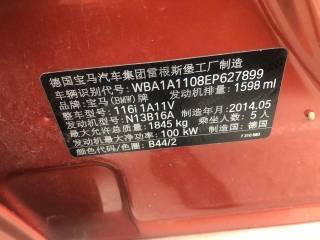 德国宝马汽车集团雷根斯堡工厂制造
车辆识别代号: WBA1A1108EP627899
品牌: 宝马(BMW)牌 发动机排量: 1598 ml
整车型号: 116i 1A11V
发动机型号: N13B16A 制造年月: 2014.05
最大允许总质量: 1845 kg 乘坐人数: 5 人
发动机最大净功率: 100 kW 制造国: 德国
颜色代码/色圈: B44/2